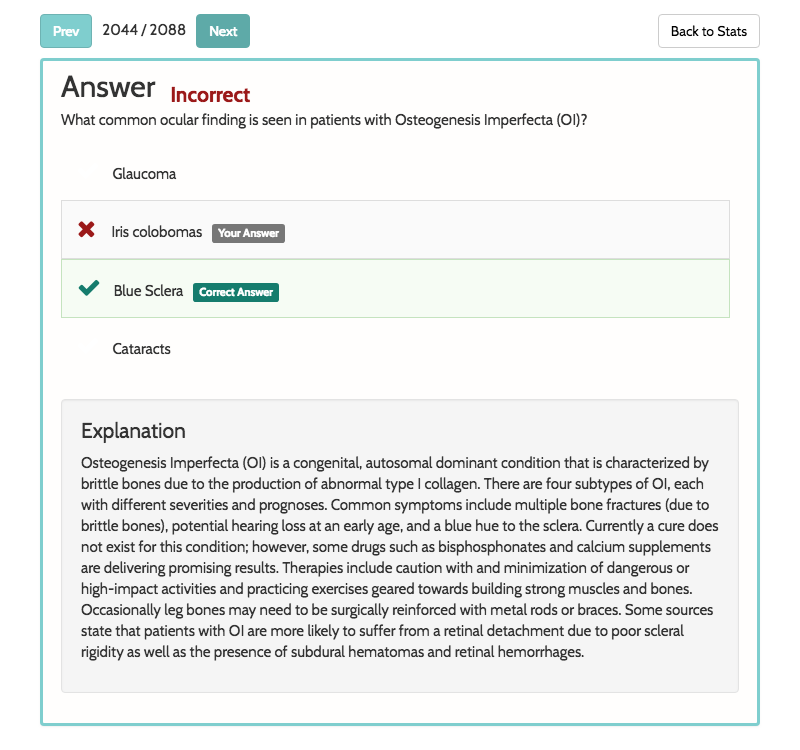 Prev 2044 / 2088 Next Back to Stats
Answer Incorrect
What common ocular finding is seen in patients with Osteogenesis Imperfecta (OI)?
Glaucoma
Iris colobomas Your Answer
Blue Sclera Correct Answer
Cataracts
Explanation
Osteogenesis Imperfecta (OI) is a congenital, autosomal dominant condition that is characterized by
brittle bones due to the production of abnormal type I collagen. There are four subtypes of OI, each
with different severities and prognoses. Common symptoms include multiple bone fractures (due to
brittle bones), potential hearing loss at an early age, and a blue hue to the sclera. Currently a cure does
not exist for this condition; however, some drugs such as bisphosphonates and calcium supplements
are delivering promising results. Therapies include caution with and minimization of dangerous or
high-impact activities and practicing exercises geared towards building strong muscles and bones.
Occasionally leg bones may need to be surgically reinforced with metal rods or braces. Some sources
state that patients with OI are more likely to suffer from a retinal detachment due to poor scleral
rigidity as well as the presence of subdural hematomas and retinal hemorrhages.